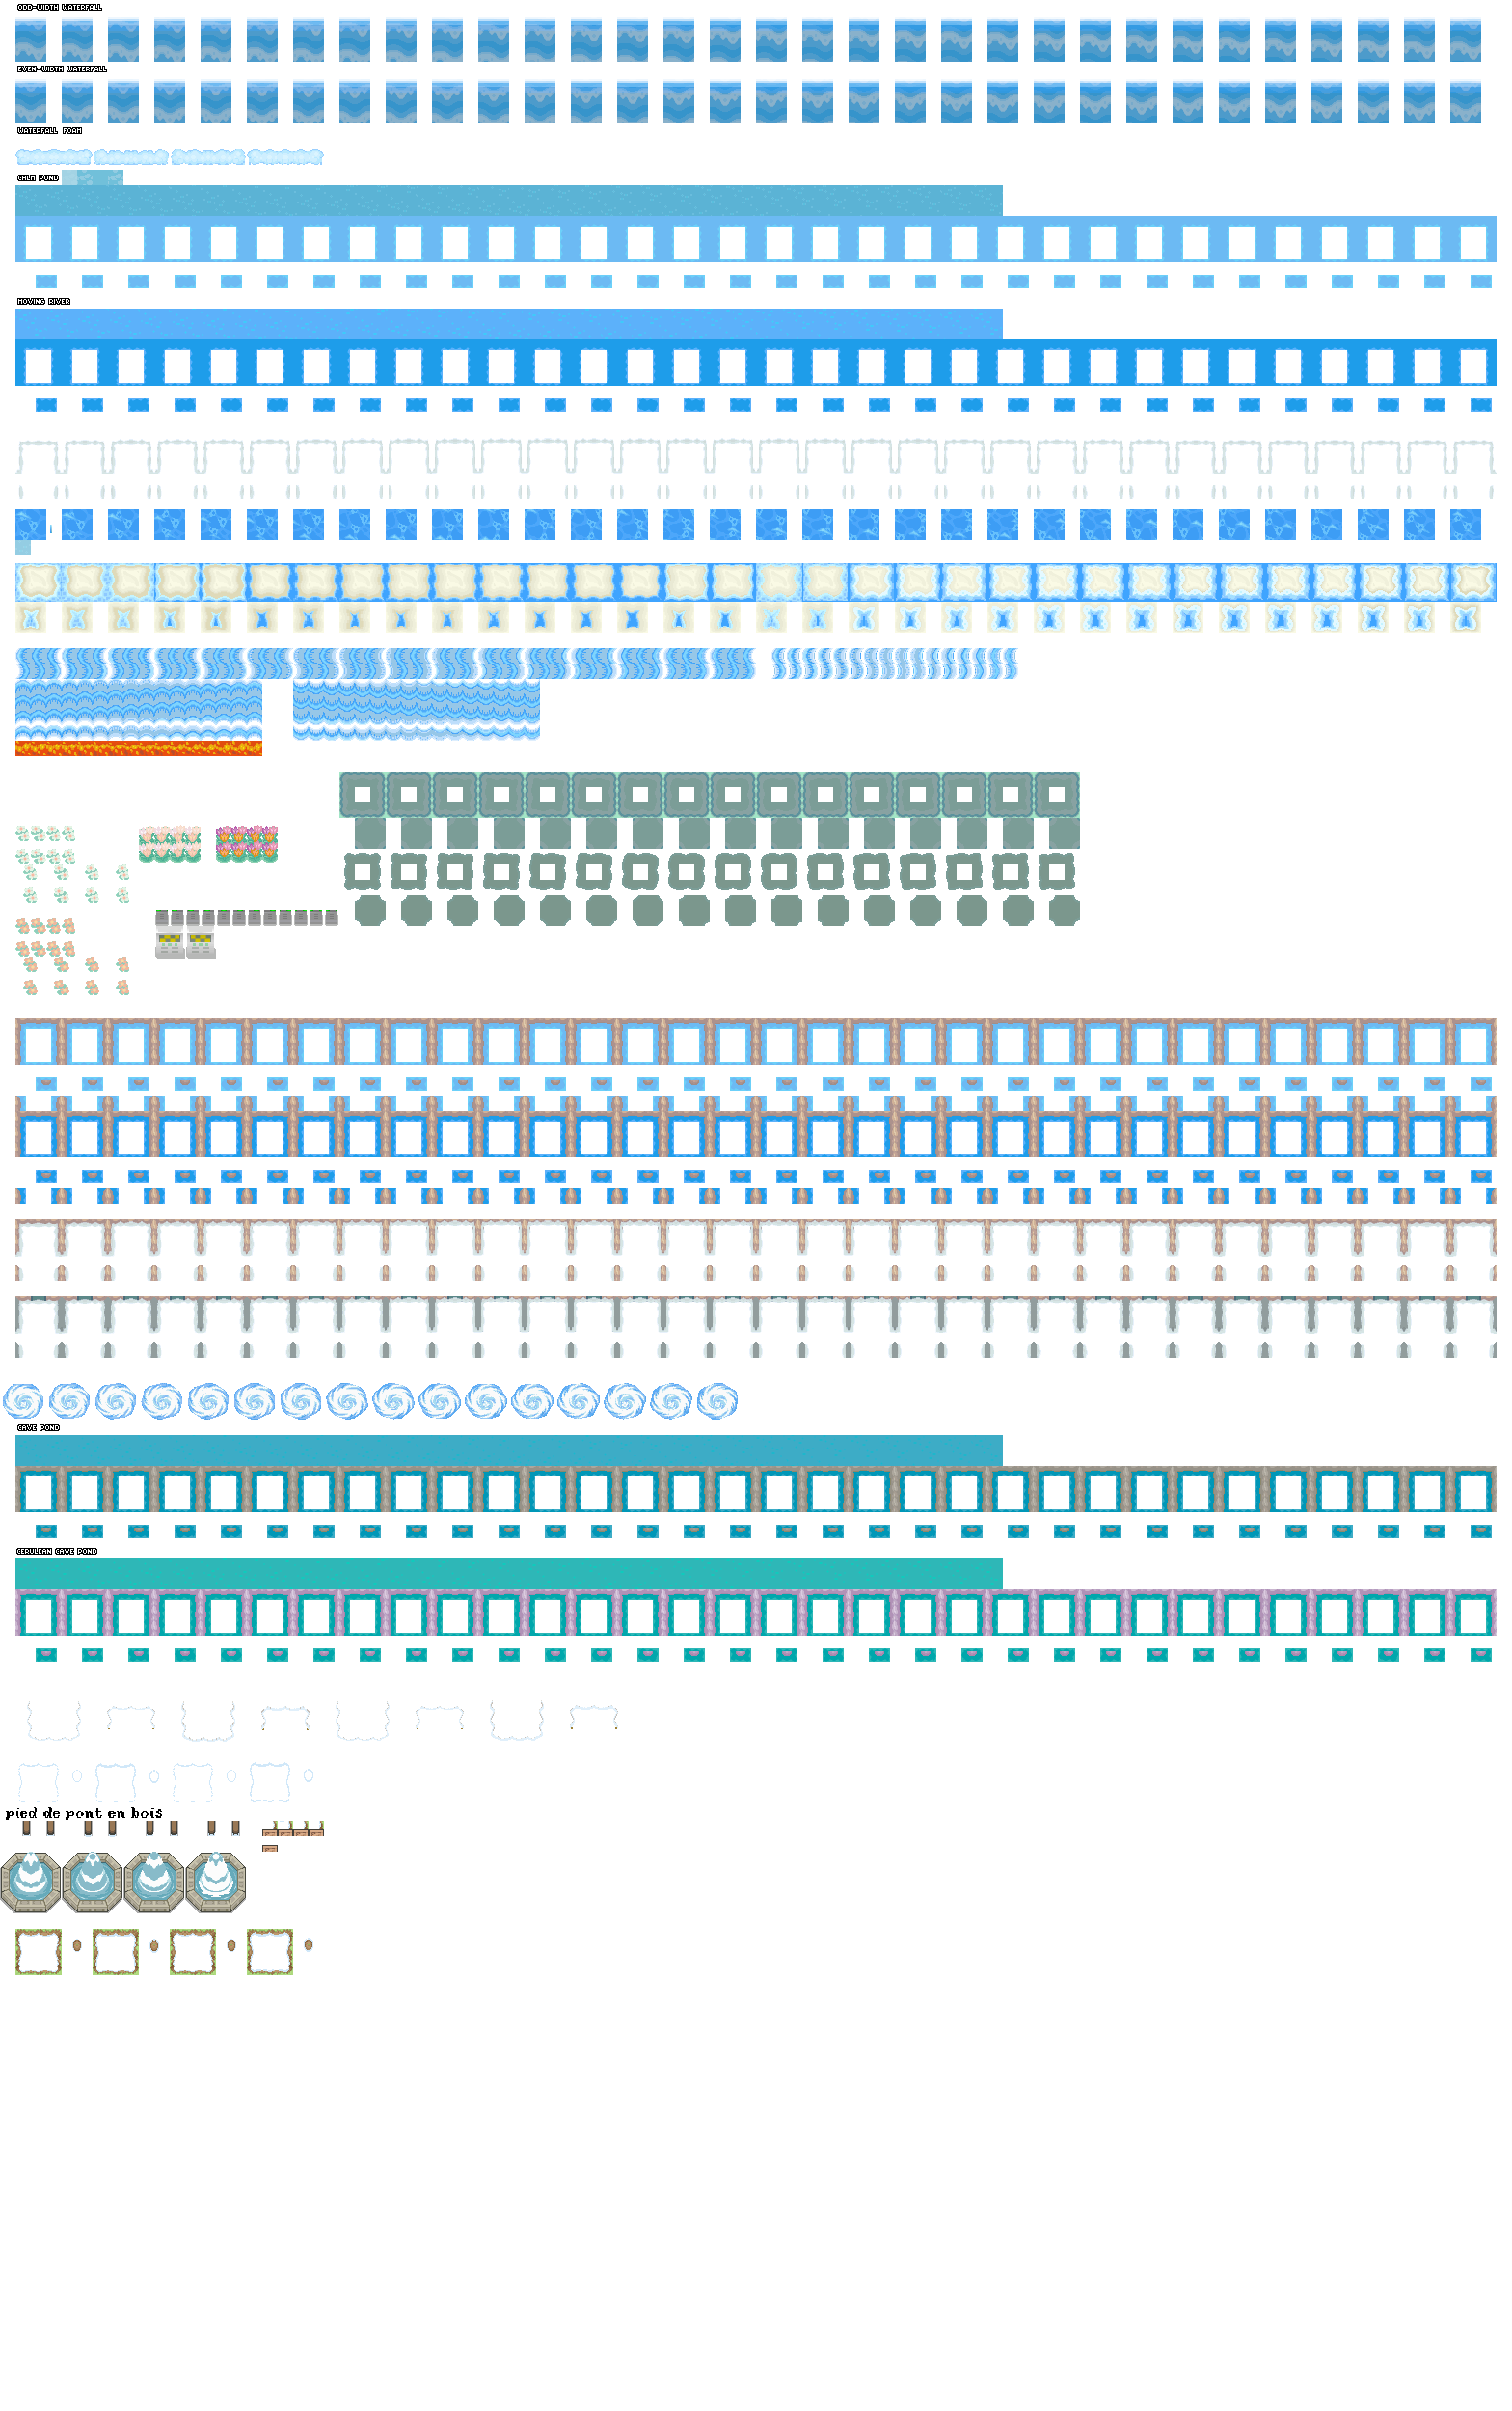 ODD-WIDTH WATERFALL
EVEN-WIDTH WATERFALL
WATERFALL FOAM
CALM POND
MOVING RIVER
CAVE POND
CERULEAN CAVE POND
pied de pont en bois